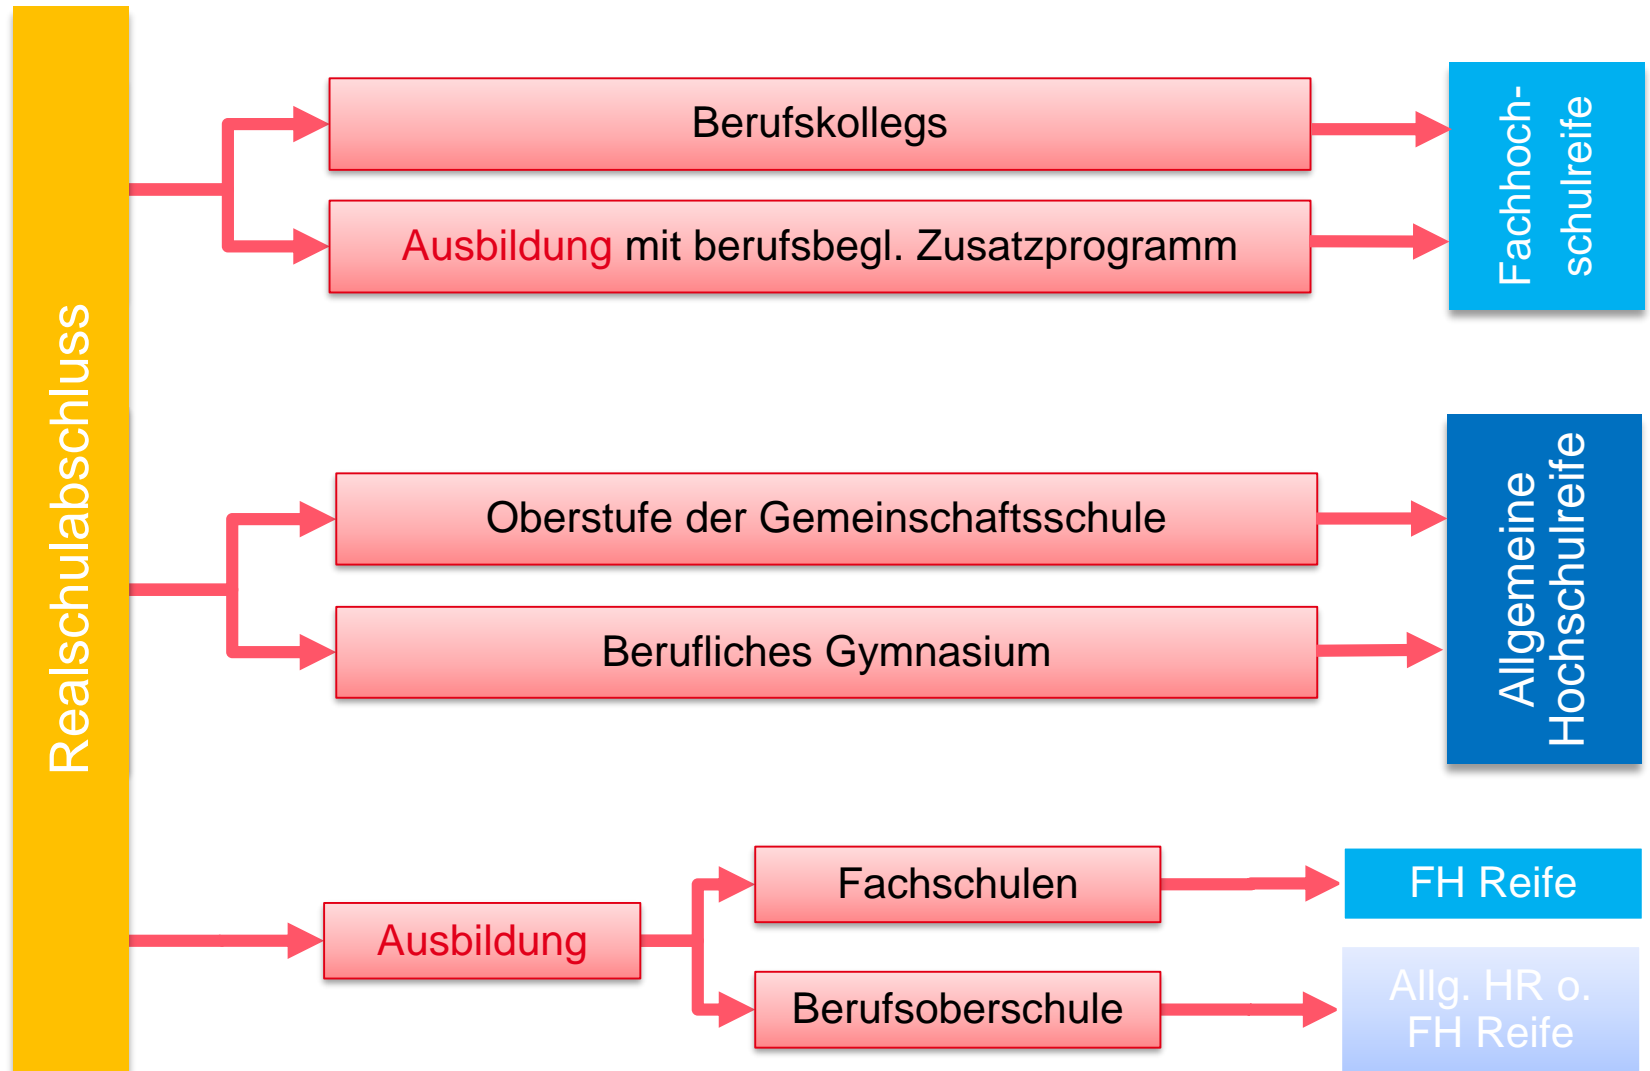 Realschulabschluss
Berufskollegs
Ausbildung mit berufsbegl. Zusatzprogramm
Fachhoch-
schulreife
Oberstufe der Gemeinschaftsschule
Berufliches Gymnasium
Allgemeine
Hochschulreife
Ausbildung
Fachschulen
FH Reife
Berufsoberschule
Allg. HR o.
FH Reife